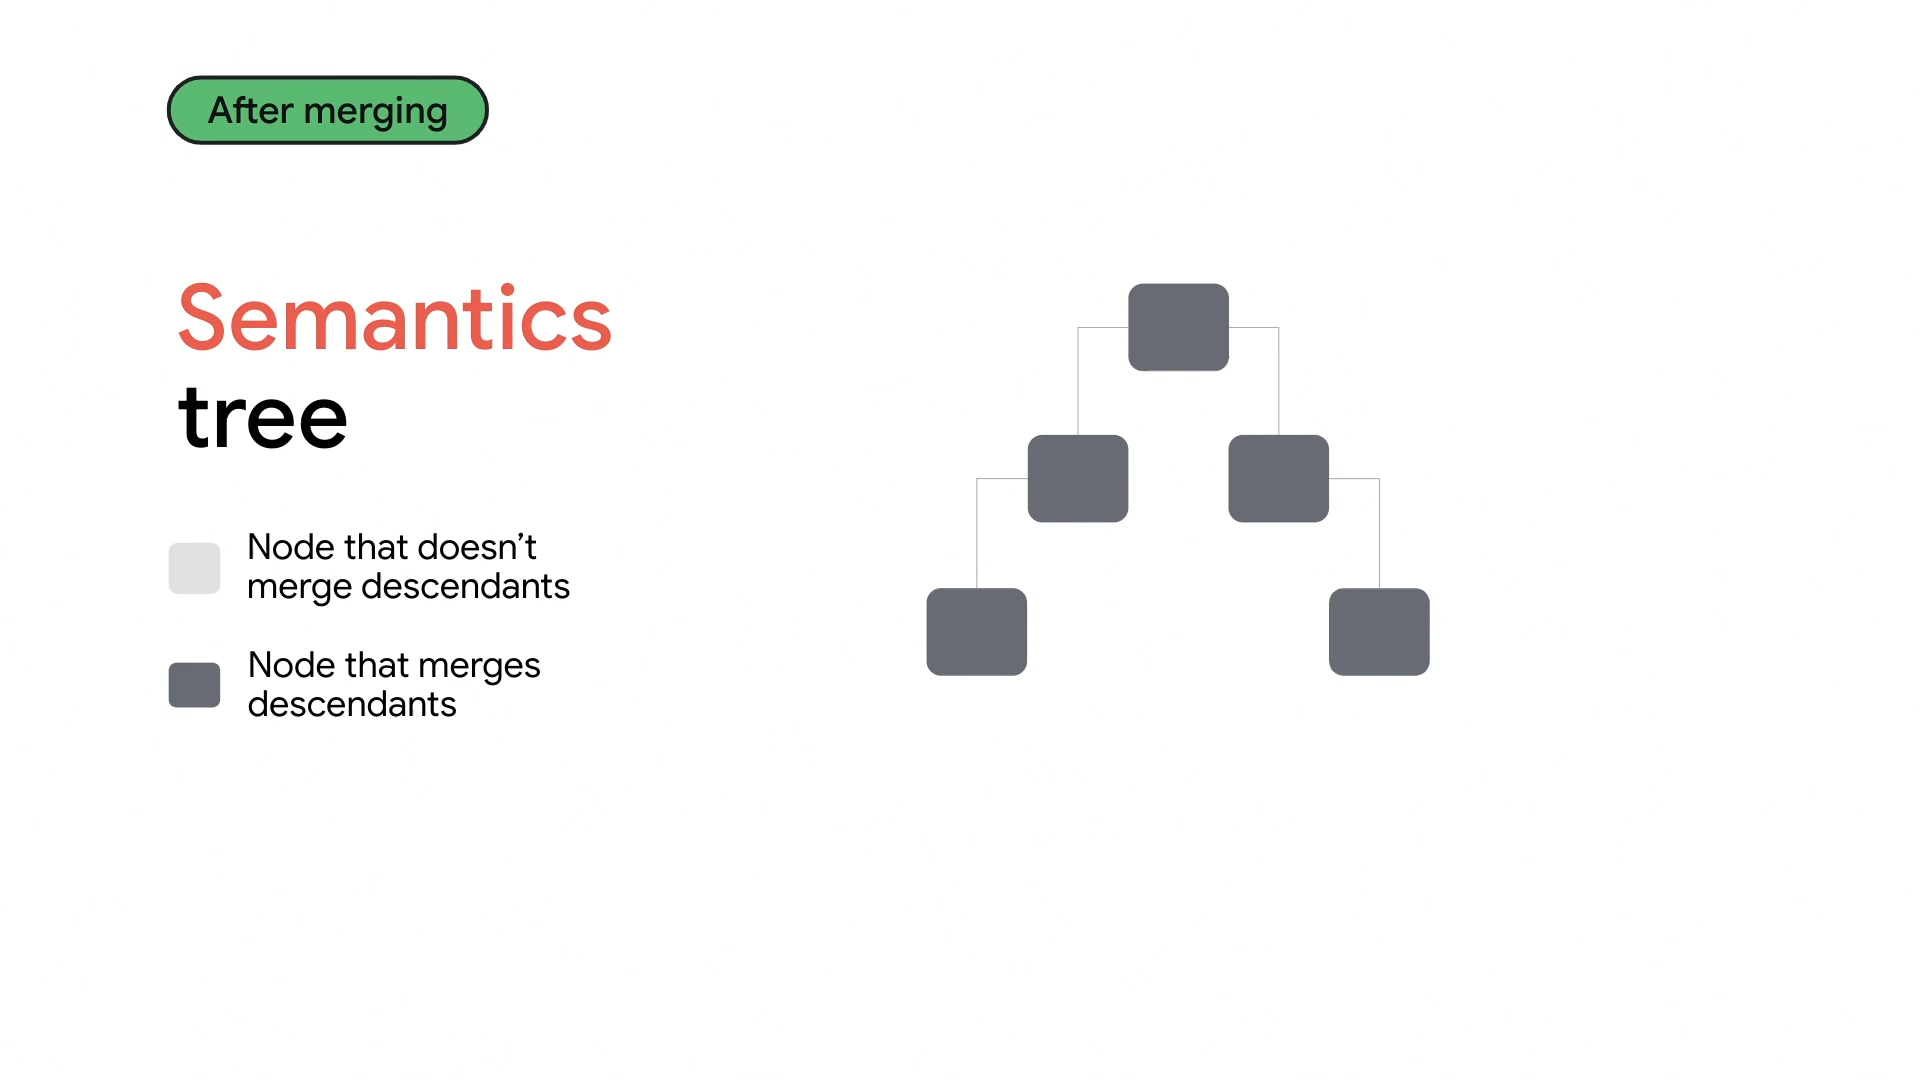 After merging
Semantics
tree
Node that doesn’t
merge descendants
Node that merges
descendants